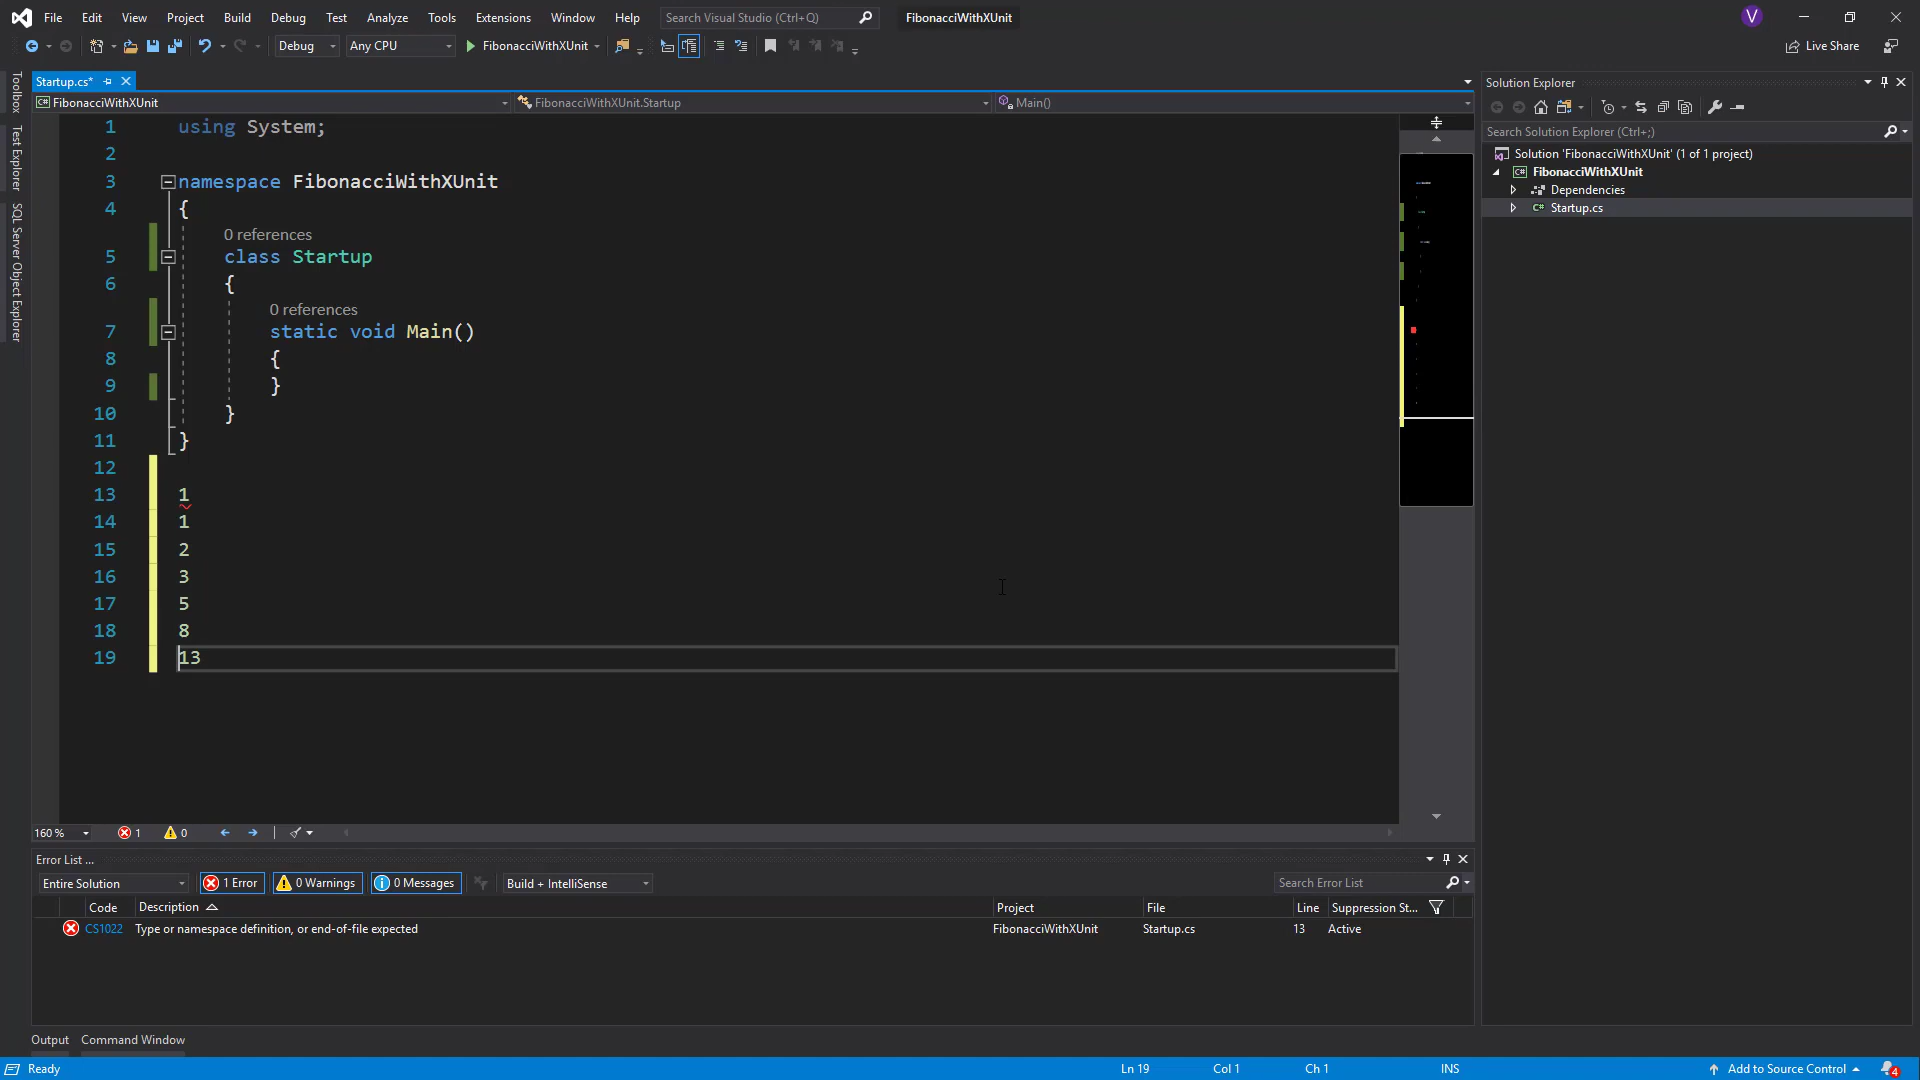 File Edit View Project Build Debug Test Analyze Tools Extensions Window Help Search Visual Studio (Ctrl+Q) FibonacciWithXUnit V
Debug Any CPU FibonacciWithXUnit Live Share
Startup.cs*
FibonacciWithXUnit FibonacciWithXUnit.Startup Main()
Toolbox
Test Explorer
SQL Server Object Explorer
1 using System;
2
3 namespace FibonacciWithXUnit
4 {
0 references
5 class Startup
6 {
0 references
7 static void Main()
8 {
9 }
10 }
11 }
12
13 1
14 1
15 2
16 3
17 5
18 8
19 13
160 % 1 0
Solution Explorer
Search Solution Explorer (Ctrl+;)
Solution 'FibonacciWithXUnit' (1 of 1 project)
FibonacciWithXUnit
Dependencies
Startup.cs
Error List ...
Entire Solution 1 Error 0 Warnings 0 Messages Build + IntelliSense Search Error List
Code Description Project File Line Suppression St...
CS1022 Type or namespace definition, or end-of-file expected FibonacciWithXUnit Startup.cs 13 Active
Output Command Window
Ready Ln 19 Col 1 Ch 1 INS Add to Source Control 4